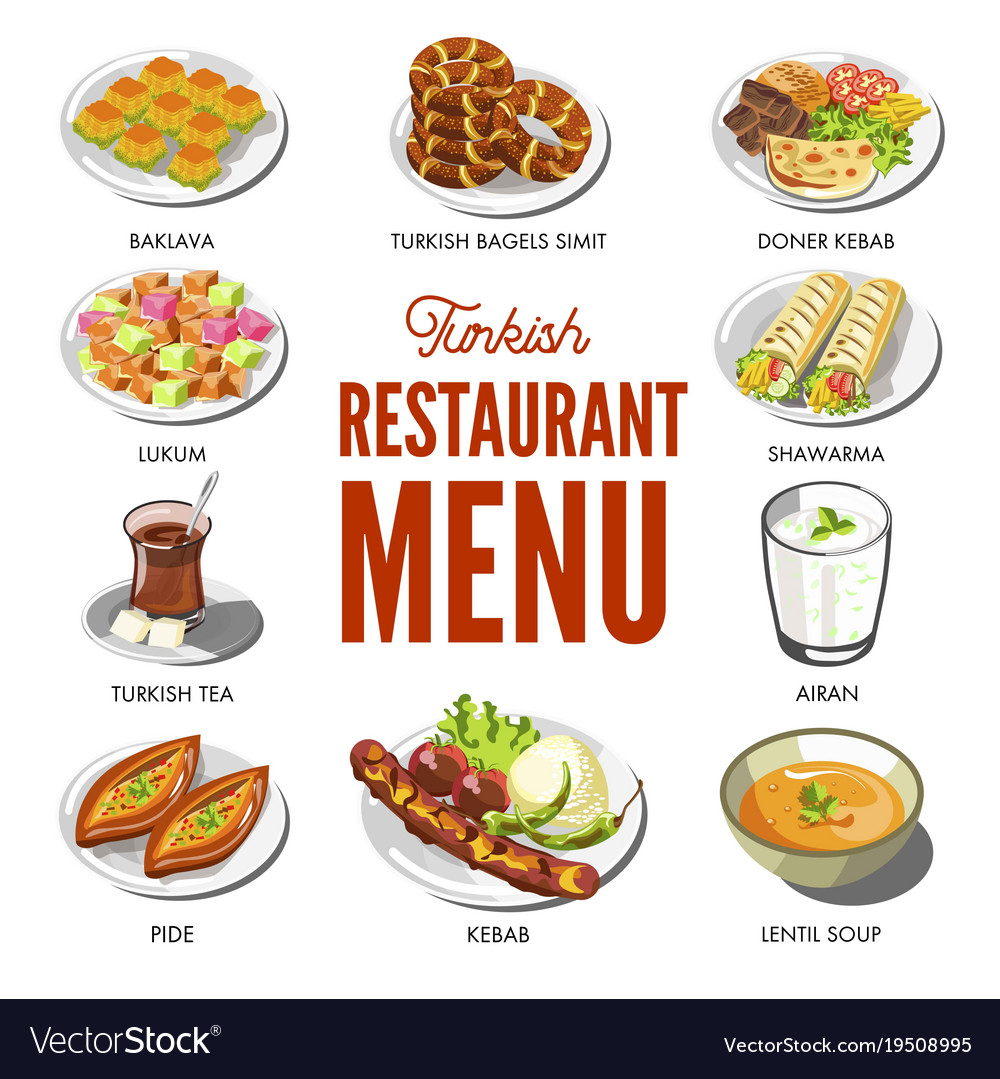 BAKLAVA
TURKISH BAGELS SIMIT
DONER KEBAB
LUKUM
Turkish
RESTAURANT
MENU
SHAWARMA
TURKISH TEA
AIRAN
PIDE
KEBAB
LENTIL SOUP
VectorStock®
VectorStock.com/19508995